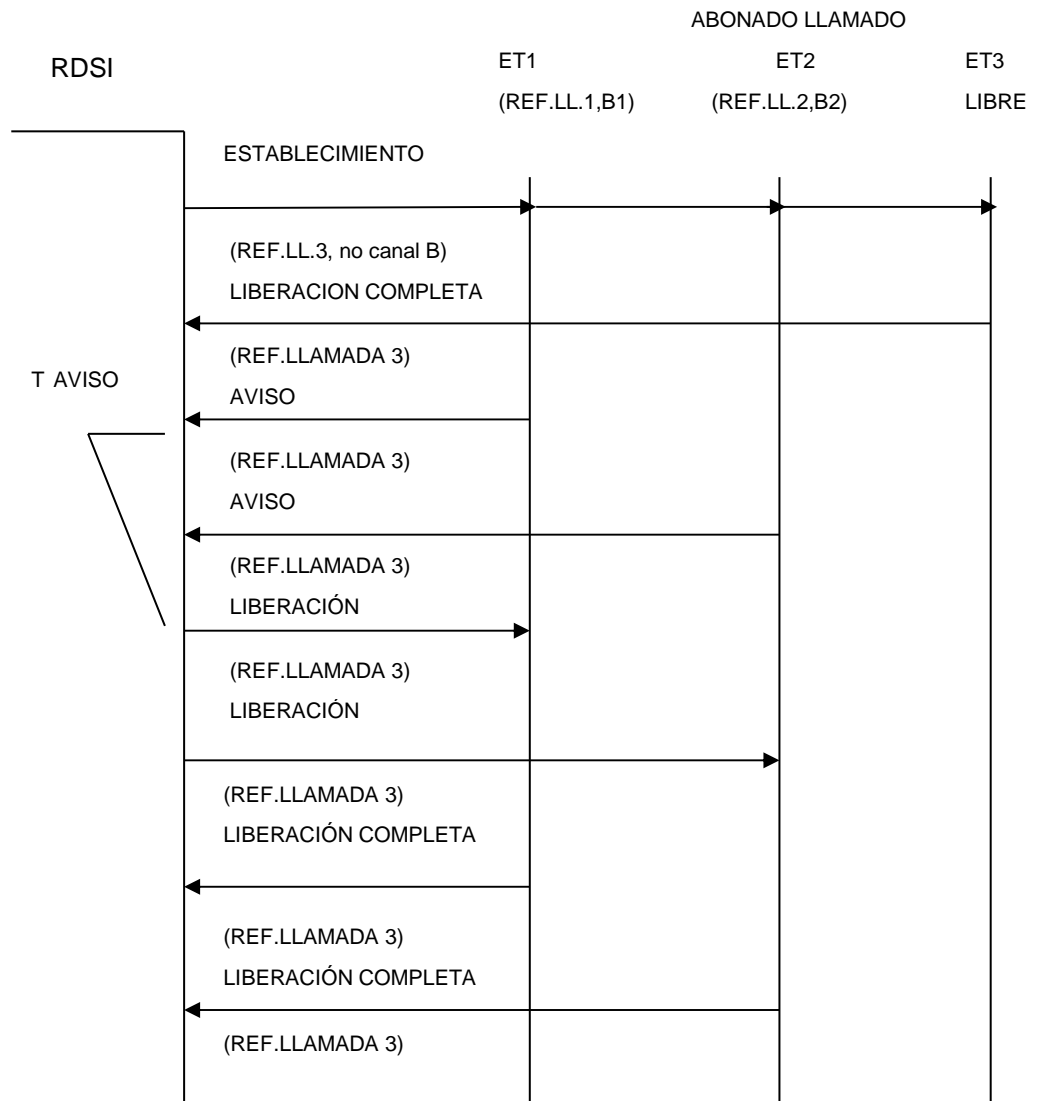 ABONADO LLAMADO
RDSI
ET1
ET2
ET3
(REF.LL.1,B1)
(REF.LL.2,B2)
LIBRE
ESTABLECIMIENTO
(REF.LL.3, no canal B)
LIBERACION COMPLETA
(REF.LLAMADA 3)
T AVISO
AVISO
(REF.LLAMADA 3)
AVISO
(REF.LLAMADA 3)
LIBERACIÓN
(REF.LLAMADA 3)
LIBERACIÓN
(REF.LLAMADA 3)
LIBERACIÓN COMPLETA
(REF.LLAMADA 3)
LIBERACIÓN COMPLETA
(REF.LLAMADA 3)